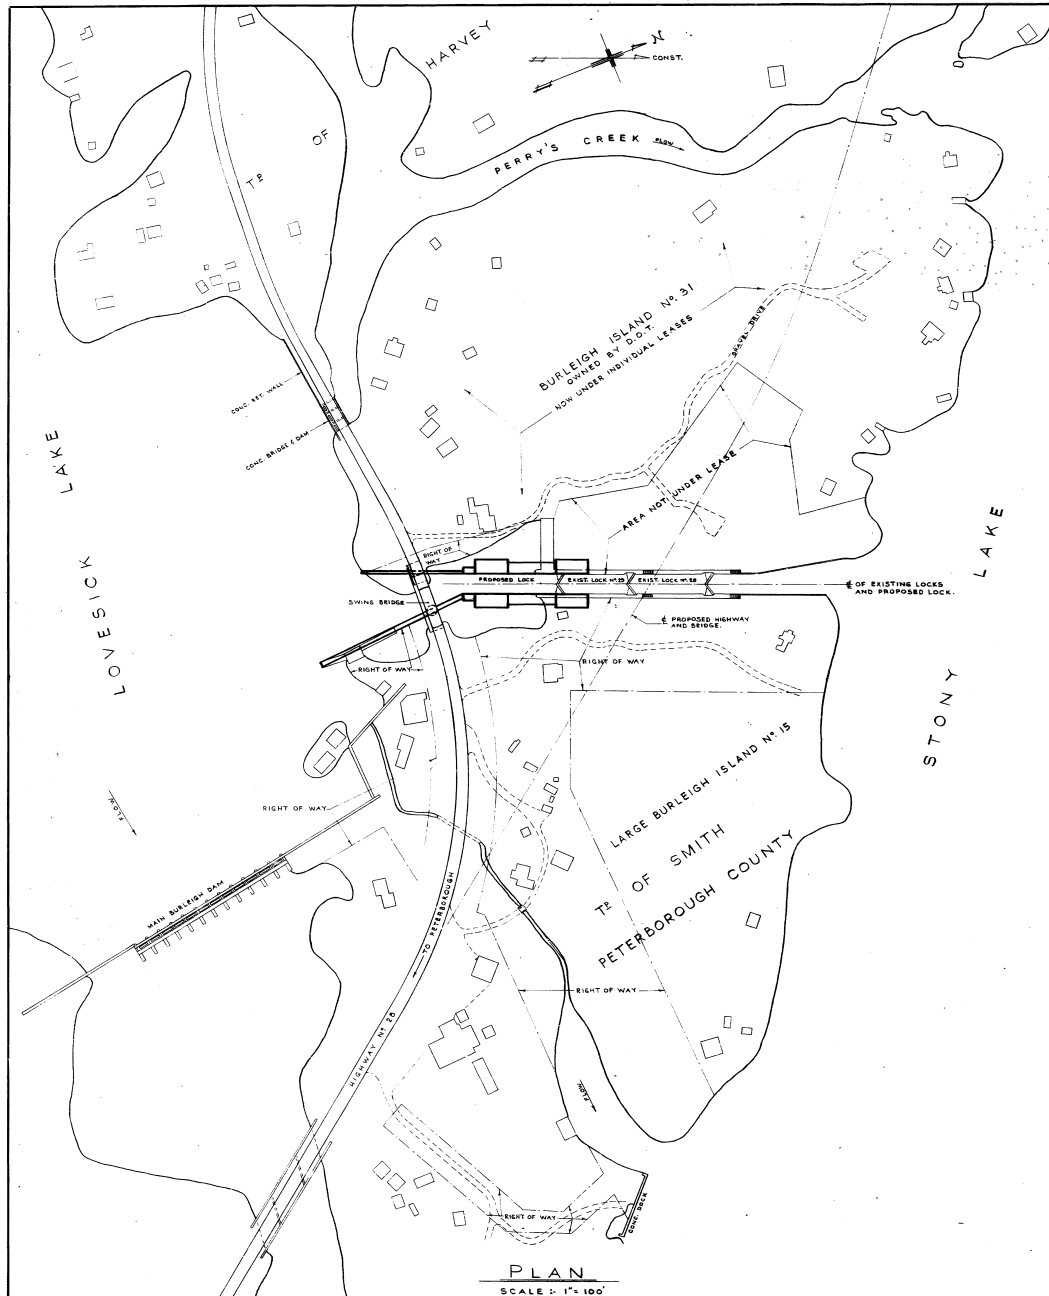 HARVEY
N
CONST.
OF
TP
PERRY'S CREEK FLOW
BURLEIGH ISLAND No. 31
OWNED BY D.O.T.
NOW UNDER INDIVIDUAL LEASES
GRAVEL DRIVE
CONC. RET. WALL
CONC. BRIDGE & DAM
LOVESICK LAKE
AREA NOT UNDER LEASE
RIGHT OF
WAY
PROPOSED LOCK
EXIST. LOCK No. 29
EXIST. LOCK No. 28
STONY LAKE
℄ OF EXISTING LOCKS
AND PROPOSED LOCK.
SWING BRIDGE
℄ PROPOSED HIGHWAY
AND BRIDGE.
RIGHT OF WAY
RIGHT OF WAY
FLOW
RIGHT OF WAY
LARGE BURLEIGH ISLAND No. 15
TP OF SMITH
PETERBOROUGH COUNTY
MAIN BURLEIGH DAM
TO PETERBOROUGH
RIGHT OF WAY
HIGHWAY No 28
FLOW
RIGHT OF WAY
CONC. DOCK
PLAN
SCALE :- 1"= 100'